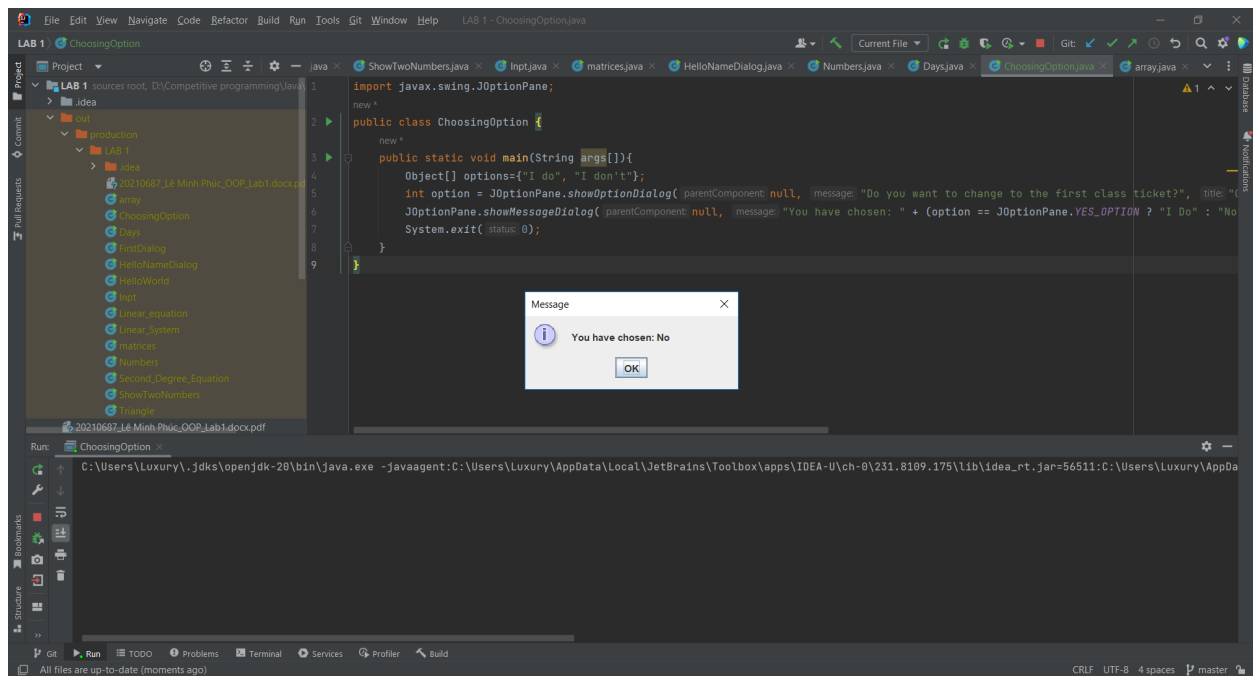 File Edit View Navigate Code Refactor Build Run Tools Git Window Help LAB 1 - ChoosingOption.java
LAB 1 ChoosingOption
Current File
Git:
Project
java
ShowTwoNumbers.java
Inpt.java
matrices.java
HelloNameDialog.java
Numbers.java
Days.java
ChoosingOption.java
array.java
LAB 1 sources root, D:\Competitive programming\Java\
.idea
out
production
LAB 1
.idea
20210687_Lê Minh Phúc_OOP_Lab1.docx.pd
array
ChoosingOption
Days
FirstDialog
HelloNameDialog
HelloWorld
Inpt
Linear_equation
Linear_System
matrices
Numbers
Second_Degree_Equation
ShowTwoNumbers
Triangle
20210687_Lê Minh Phúc_OOP_Lab1.docx.pdf
1 import javax.swing.JOptionPane;
new *
2 public class ChoosingOption {
new *
3 public static void main(String args[]){
4 Object[] options={"I do", "I don't"};
5 int option = JOptionPane.showOptionDialog( parentComponent: null, message: "Do you want to change to the first class ticket?", title:
6 JOptionPane.showMessageDialog( parentComponent: null, message: "You have chosen: " + (option == JOptionPane.YES_OPTION ? "I Do" : "No
7 System.exit( status: 0);
8 }
9 }
1
Message
You have chosen: No
OK
Project
Commit
Pull Requests
Bookmarks
Structure
Database
Notifications
Run: ChoosingOption
C:\Users\Luxury\.jdks\openjdk-20\bin\java.exe -javaagent:C:\Users\Luxury\AppData\Local\JetBrains\Toolbox\apps\IDEA-U\ch-0\231.8109.175\lib\idea_rt.jar=56511:C:\Users\Luxury\AppDa
Git Run TODO Problems Terminal Services Profiler Build
All files are up-to-date (moments ago)
CRLF UTF-8 4 spaces master